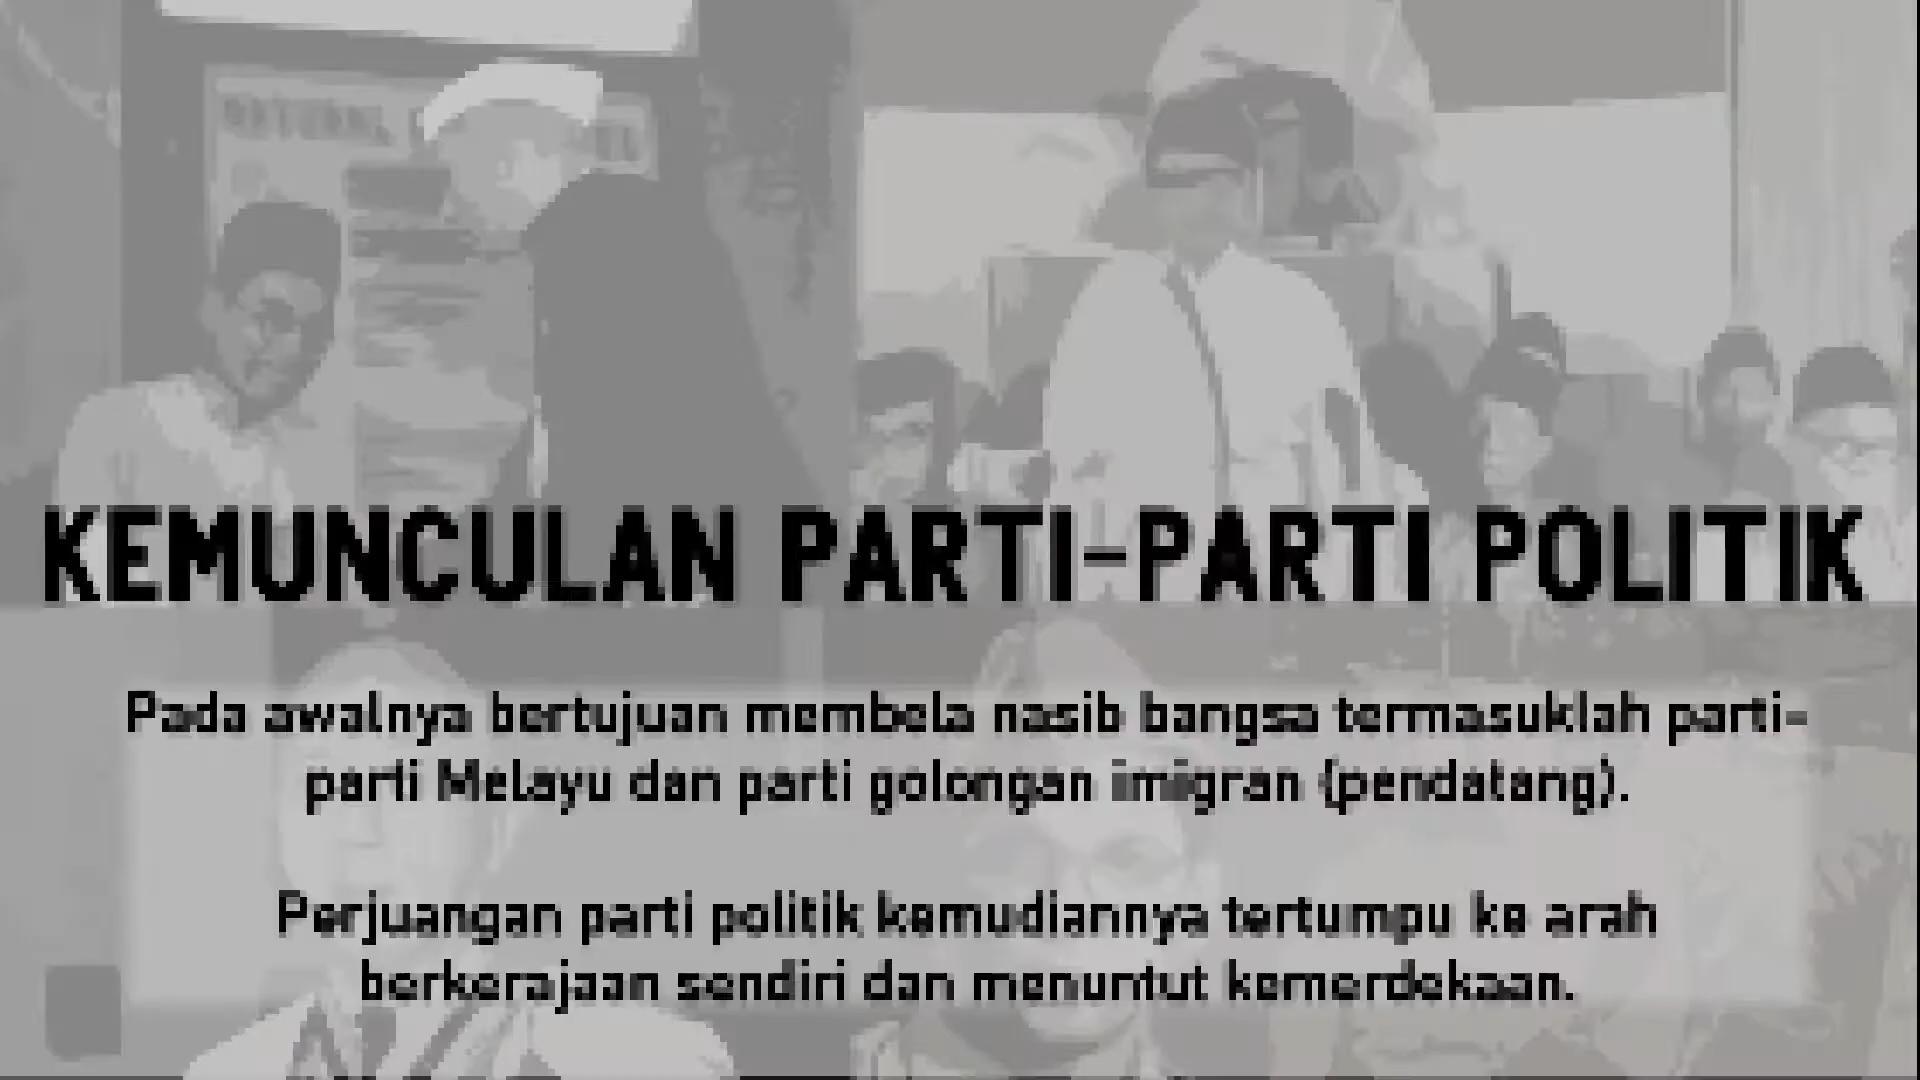 KEMUNCULAN PARTI-PARTI POLITIK
Pada awalnya bertujuan membela nasib bangsa termasuklah parti-
parti Melayu dan parti golongan imigran (pendatang).
Perjuangan parti politik kemudiannya tertumpu ke arah
berkerajaan sendiri dan menuntut kemerdekaan.